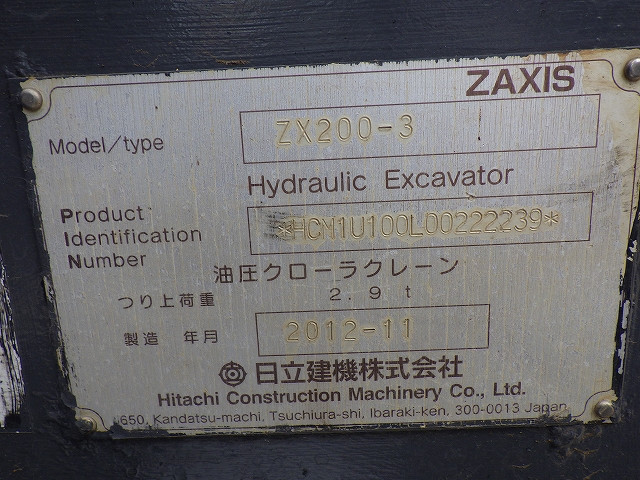 ZAXIS
Model/type ZX200-3
Hydraulic Excavator
Product
Identification
Number
*HCM1U100L00222239*
油圧クローラクレーン
つり上荷重 2.9 t
製造 年月 2012-11
日立建機株式会社
Hitachi Construction Machinery Co., Ltd.
650, Kandatsu-machi, Tsuchiura-shi, Ibaraki-ken, 300-0013 Japan